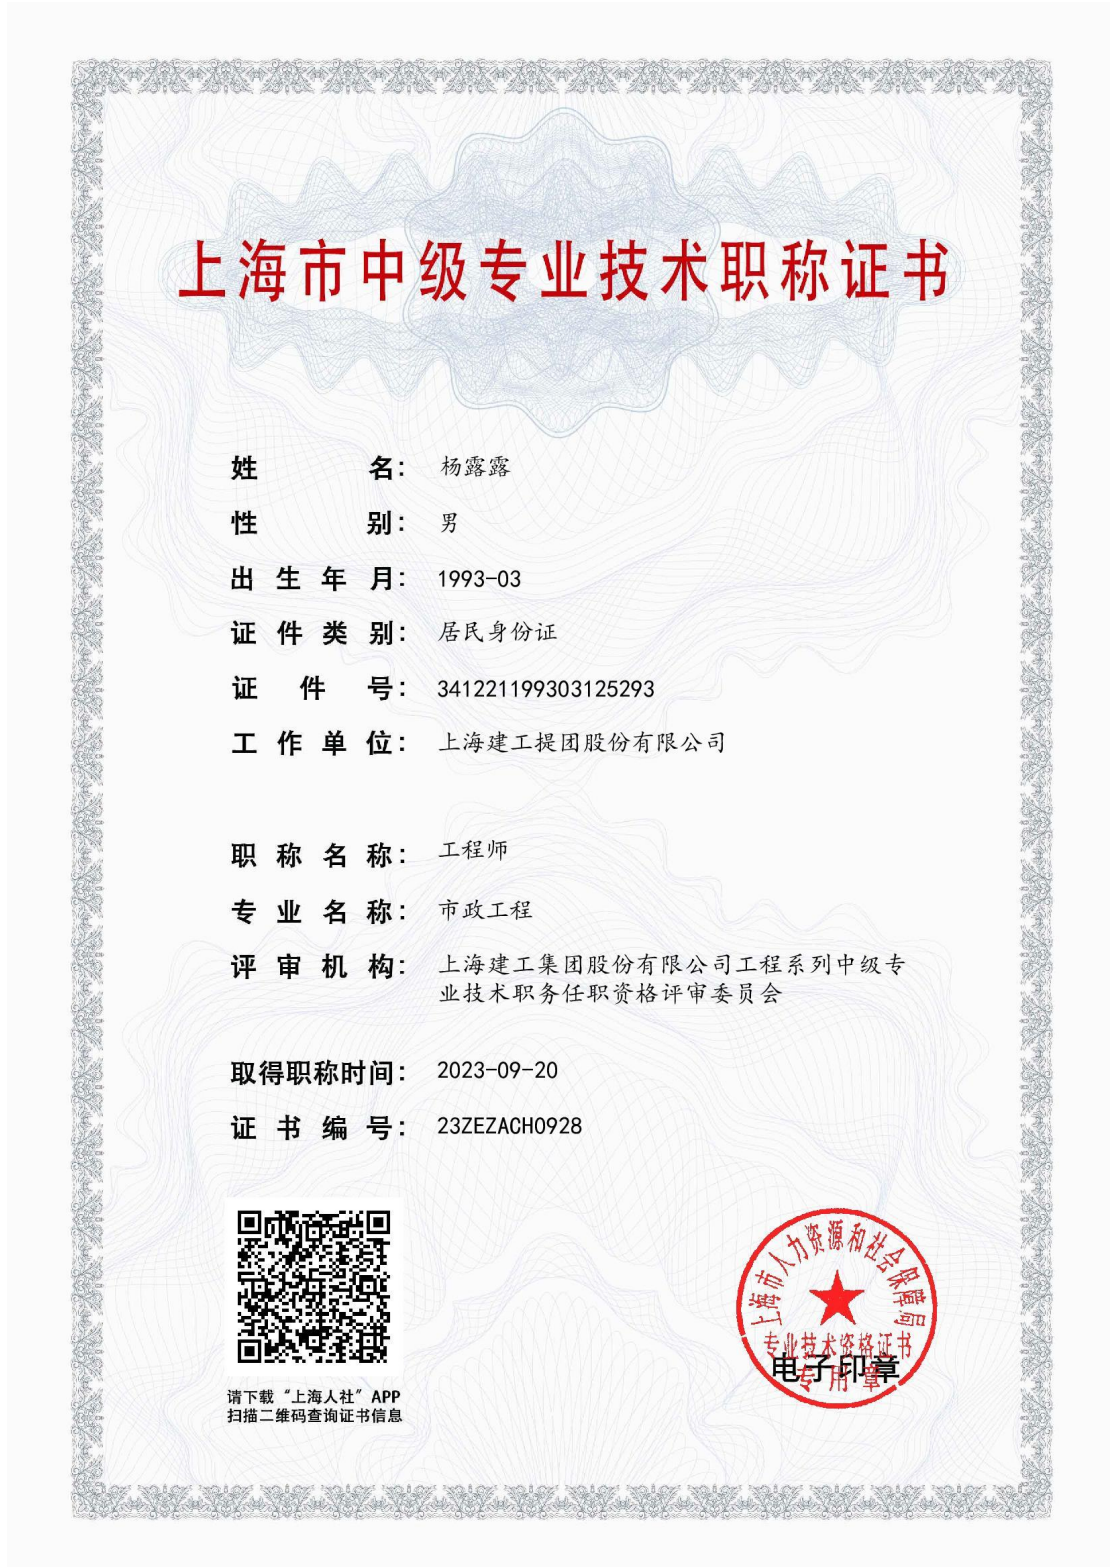 上海市中级专业技术职称证书
姓名：杨露露
性别：男
出生年月：1993-03
证件类别：居民身份证
证件号：341221199303125293
工作单位：上海建工提团股份有限公司
职称名称：工程师
专业名称：市政工程
评审机构：上海建工集团股份有限公司工程系列中级专
业技术职务任职资格评审委员会
取得职称时间：2023-09-20
证书编号：23ZEZACH0928
请下载“上海人社”APP
扫描二维码查询证书信息
上海市人力资源和社会保障局
专业技术资格证书
电子印章
专用章